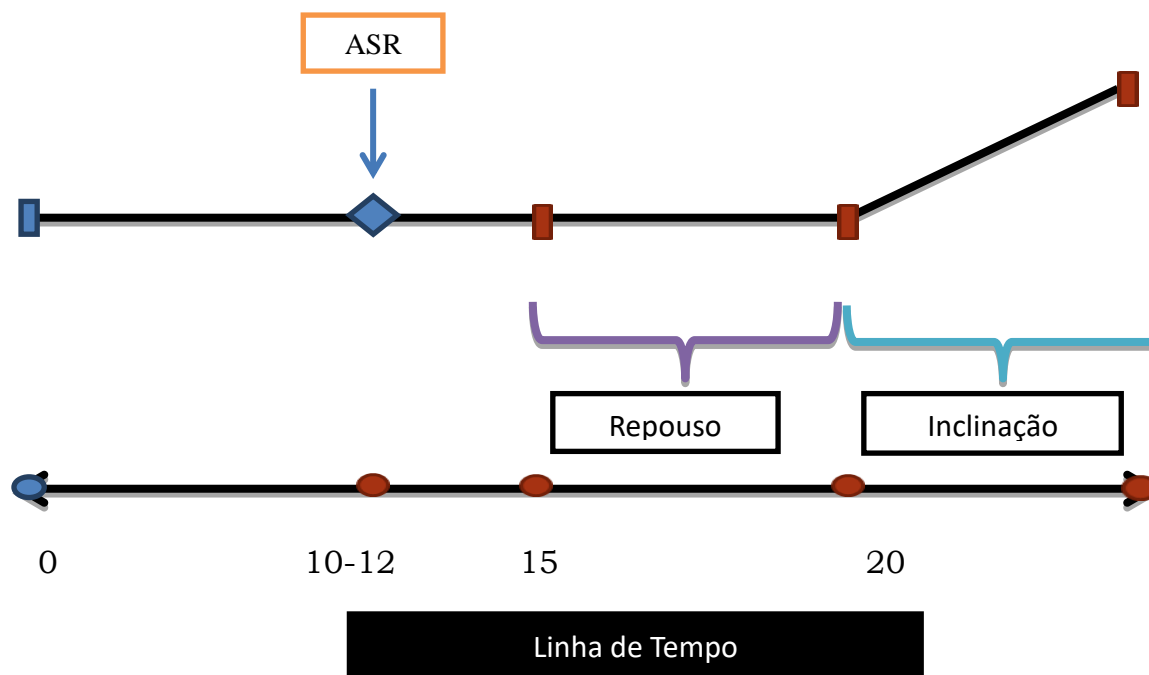 ASR
Repouso
Inclinação
0
10-12
15
20
Linha de Tempo